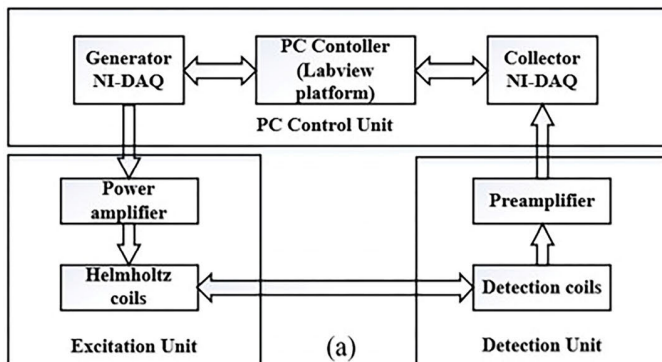 Generator
NI-DAQ
PC Contoller
(Labview
platform)
Collector
NI-DAQ
PC Control Unit
Power
amplifier
Preamplifier
Helmholtz
coils
Detection coils
Excitation Unit
(a)
Detection Unit